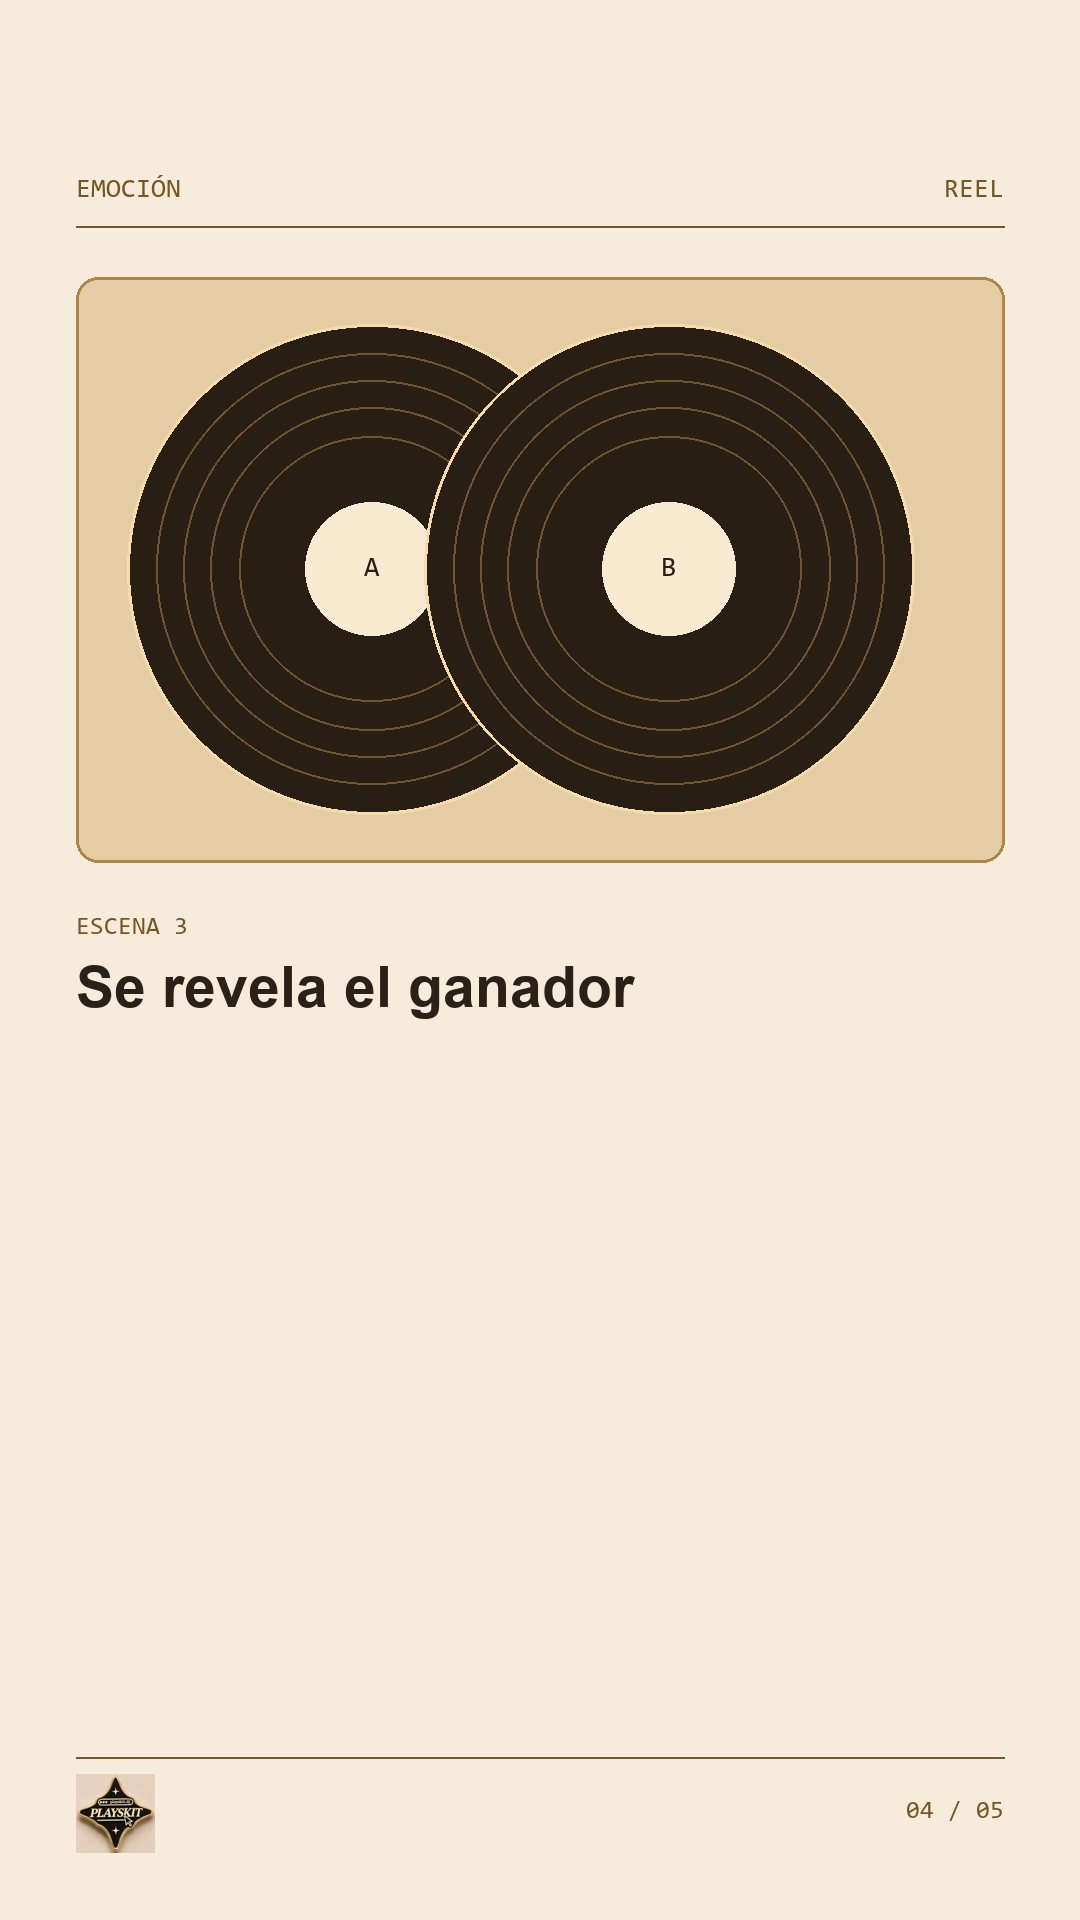 EMOCIÓN
REEL
A
B
ESCENA 3
Se revela el ganador
PLAYSKIT
04 / 05